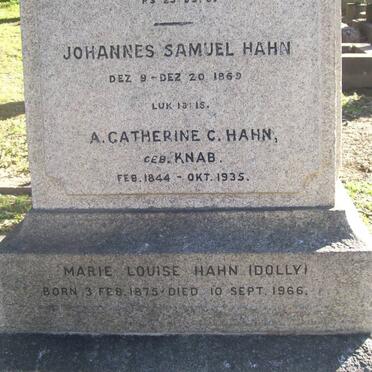 JOHANNES SAMUEL HAHN
DEZ 9 - DEZ 20 1869
LUK 18:15.
A. CATHERINE C. HAHN,
GEB. KNAB.
FEB. 1844 - OKT. 1935.
MARIE LOUISE HAHN (DOLLY)
BORN 3 FEB. 1875 - DIED 10 SEPT. 1966.